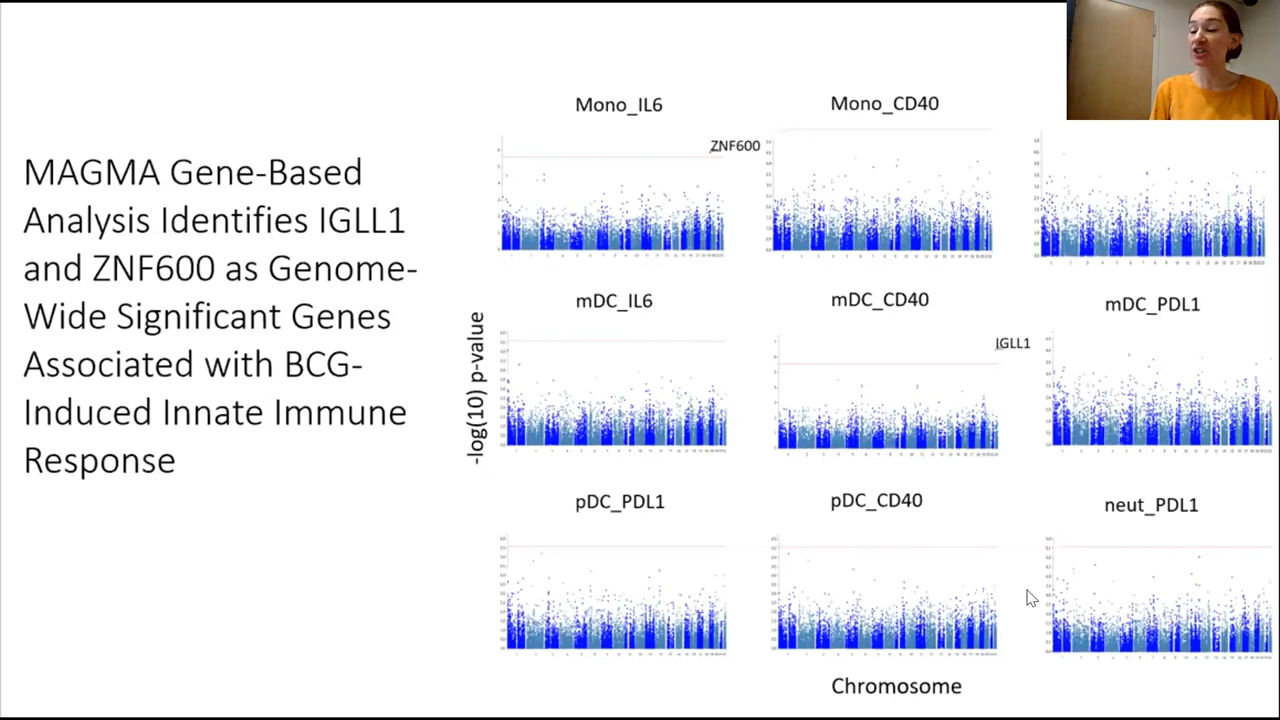 MAGMA Gene-Based
Analysis Identifies IGLL1
and ZNF600 as Genome-
Wide Significant Genes
Associated with BCG-
Induced Innate Immune
Response
Mono_IL6
Mono_CD40
ZNF600
mDC_IL6
mDC_CD40
mDC_PDL1
IGLL1
-log(10) p-value
pDC_PDL1
pDC_CD40
neut_PDL1
Chromosome